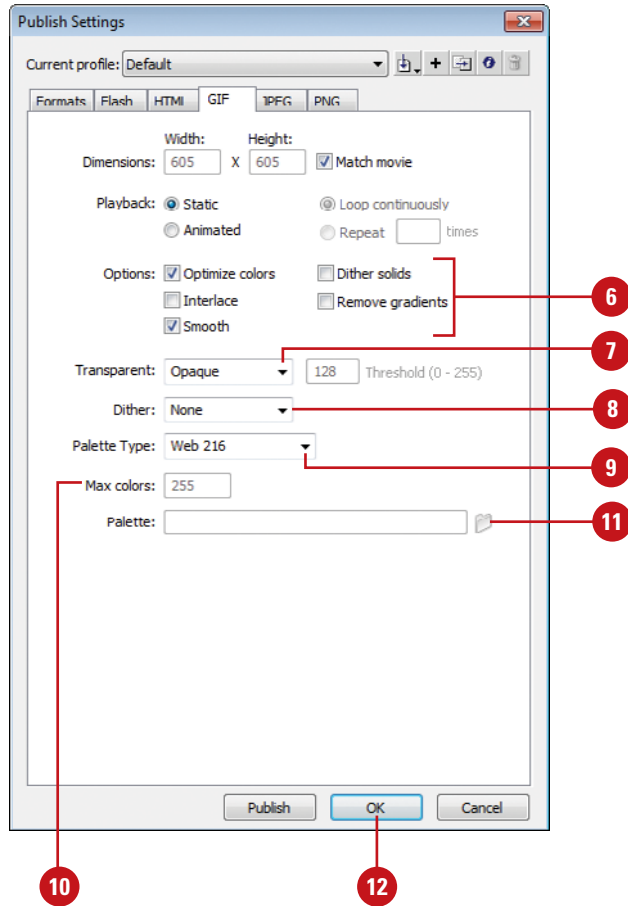 Publish Settings
Current profile: Default
Formats Flash HTML GIF JPEG PNG
Width: Height:
Dimensions: 605 X 605 Match movie
Playback: Static Loop continuously
Animated Repeat times
Options: Optimize colors Dither solids
Interlace Remove gradients
Smooth
6
7
Transparent: Opaque 128 Threshold (0 - 255)
Dither: None 8
Palette Type: Web 216
9
Max colors: 255
Palette: 11
Publish OK Cancel
10 12